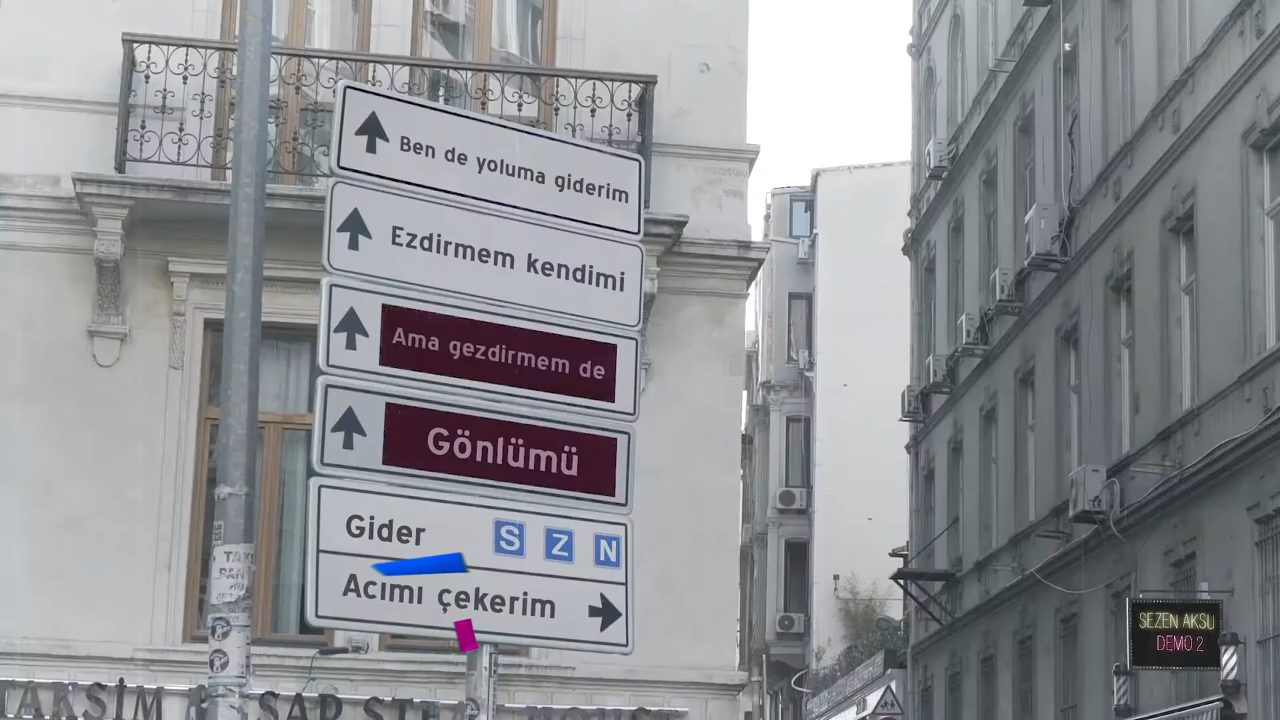 Ben de yoluma giderim
Ezdirmem kendimi
Ama gezdirmem de
Gönlümü
Gider S Z N
Acımı çekerim
SEZEN AKSU
DEMO 2
TAKSİM